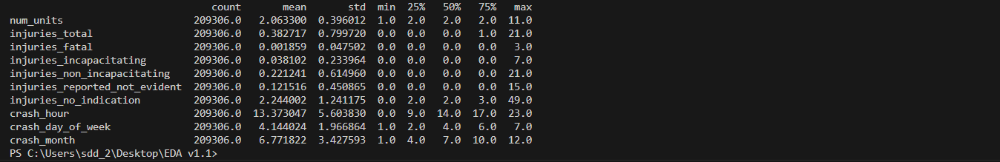 count mean std min 25% 50% 75% max
num_units 209306.0 2.063300 0.396012 1.0 2.0 2.0 2.0 11.0
injuries_total 209306.0 0.382717 0.799720 0.0 0.0 0.0 1.0 21.0
injuries_fatal 209306.0 0.001859 0.047502 0.0 0.0 0.0 0.0 3.0
injuries_incapacitating 209306.0 0.038102 0.233964 0.0 0.0 0.0 0.0 7.0
injuries_non_incapacitating 209306.0 0.221241 0.614960 0.0 0.0 0.0 0.0 21.0
injuries_reported_not_evident 209306.0 0.121516 0.450865 0.0 0.0 0.0 0.0 15.0
injuries_no_indication 209306.0 2.244002 1.241175 0.0 2.0 2.0 3.0 49.0
crash_hour 209306.0 13.373047 5.603830 0.0 9.0 14.0 17.0 23.0
crash_day_of_week 209306.0 4.144024 1.966864 1.0 2.0 4.0 6.0 7.0
crash_month 209306.0 6.771822 3.427593 1.0 4.0 7.0 10.0 12.0
PS C:\Users\sdd_2\Desktop\EDA v1.1>